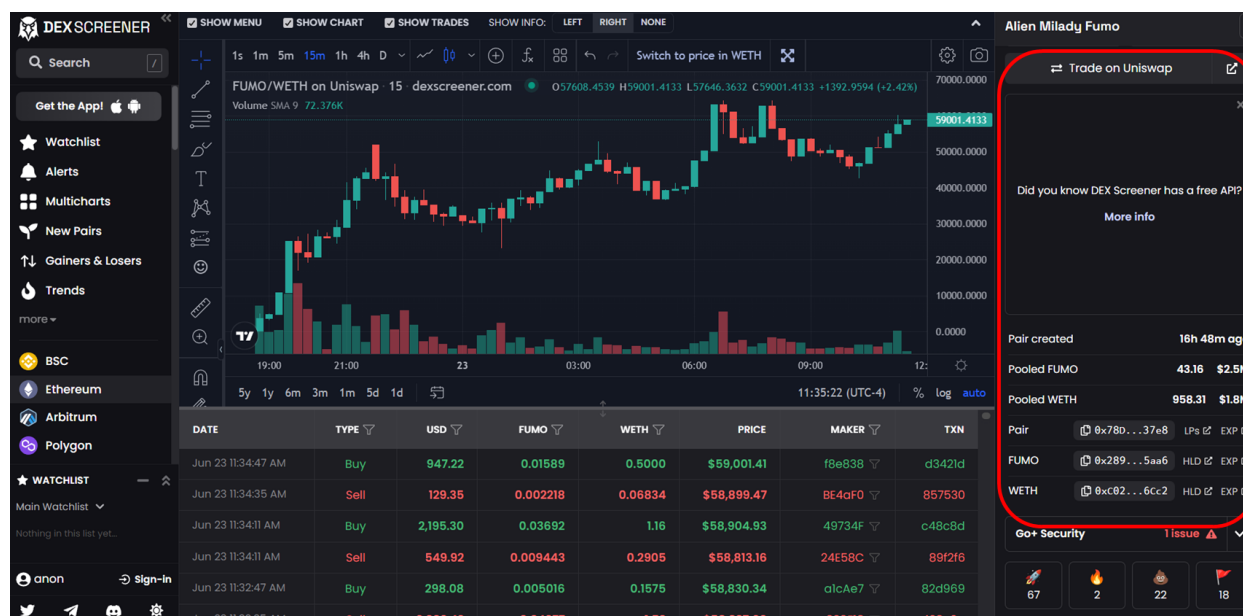 DEX SCREENER
Search /
Get the App!
Watchlist
Alerts
Multicharts
New Pairs
Gainers & Losers
Trends
more
BSC
Ethereum
Arbitrum
Polygon
WATCHLIST
Main Watchlist
Nothing in this list yet...
anon Sign-in
SHOW MENU SHOW CHART SHOW TRADES SHOW INFO: LEFT RIGHT NONE
1s 1m 5m 15m 1h 4h D Switch to price in WETH
FUMO/WETH on Uniswap · 15 · dexscreener.com O57608.4539 H59001.4133 L57646.3632 C59001.4133 +1392.9594 (+2.42%)
Volume SMA 9 72.376K
70000.0000
59001.4133
50000.0000
40000.0000
30000.0000
20000.0000
10000.0000
0.0000
19:00 21:00 23 03:00 06:00 09:00 12:
5y 1y 6m 3m 1m 5d 1d 11:35:22 (UTC-4) % log auto
DATE TYPE USD FUMO WETH PRICE MAKER TXN
Jun 23 11:34:47 AM Buy 947.22 0.01589 0.5000 $59,001.41 f8e838 d3421d
Jun 23 11:34:35 AM Sell 129.35 0.002218 0.06834 $58,899.47 BE4aF0 857530
Jun 23 11:34:11 AM Buy 2,195.30 0.03692 1.16 $58,904.93 49734F c48c8d
Jun 23 11:34:11 AM Sell 549.92 0.009443 0.2905 $58,813.16 24E58C 89f2f6
Jun 23 11:32:47 AM Buy 298.08 0.005016 0.1575 $58,830.34 a1cAe7 82d969
Alien Milady Fumo
Trade on Uniswap
Did you know DEX Screener has a free API?
More info
Pair created 16h 48m ago
Pooled FUMO 43.16 $2.5M
Pooled WETH 958.31 $1.8M
Pair 0x78D...37e8 LPs EXP
FUMO 0x289...5aa6 HLD EXP
WETH 0xC02...6Cc2 HLD EXP
Go+ Security 1 issue
67 2 22 18